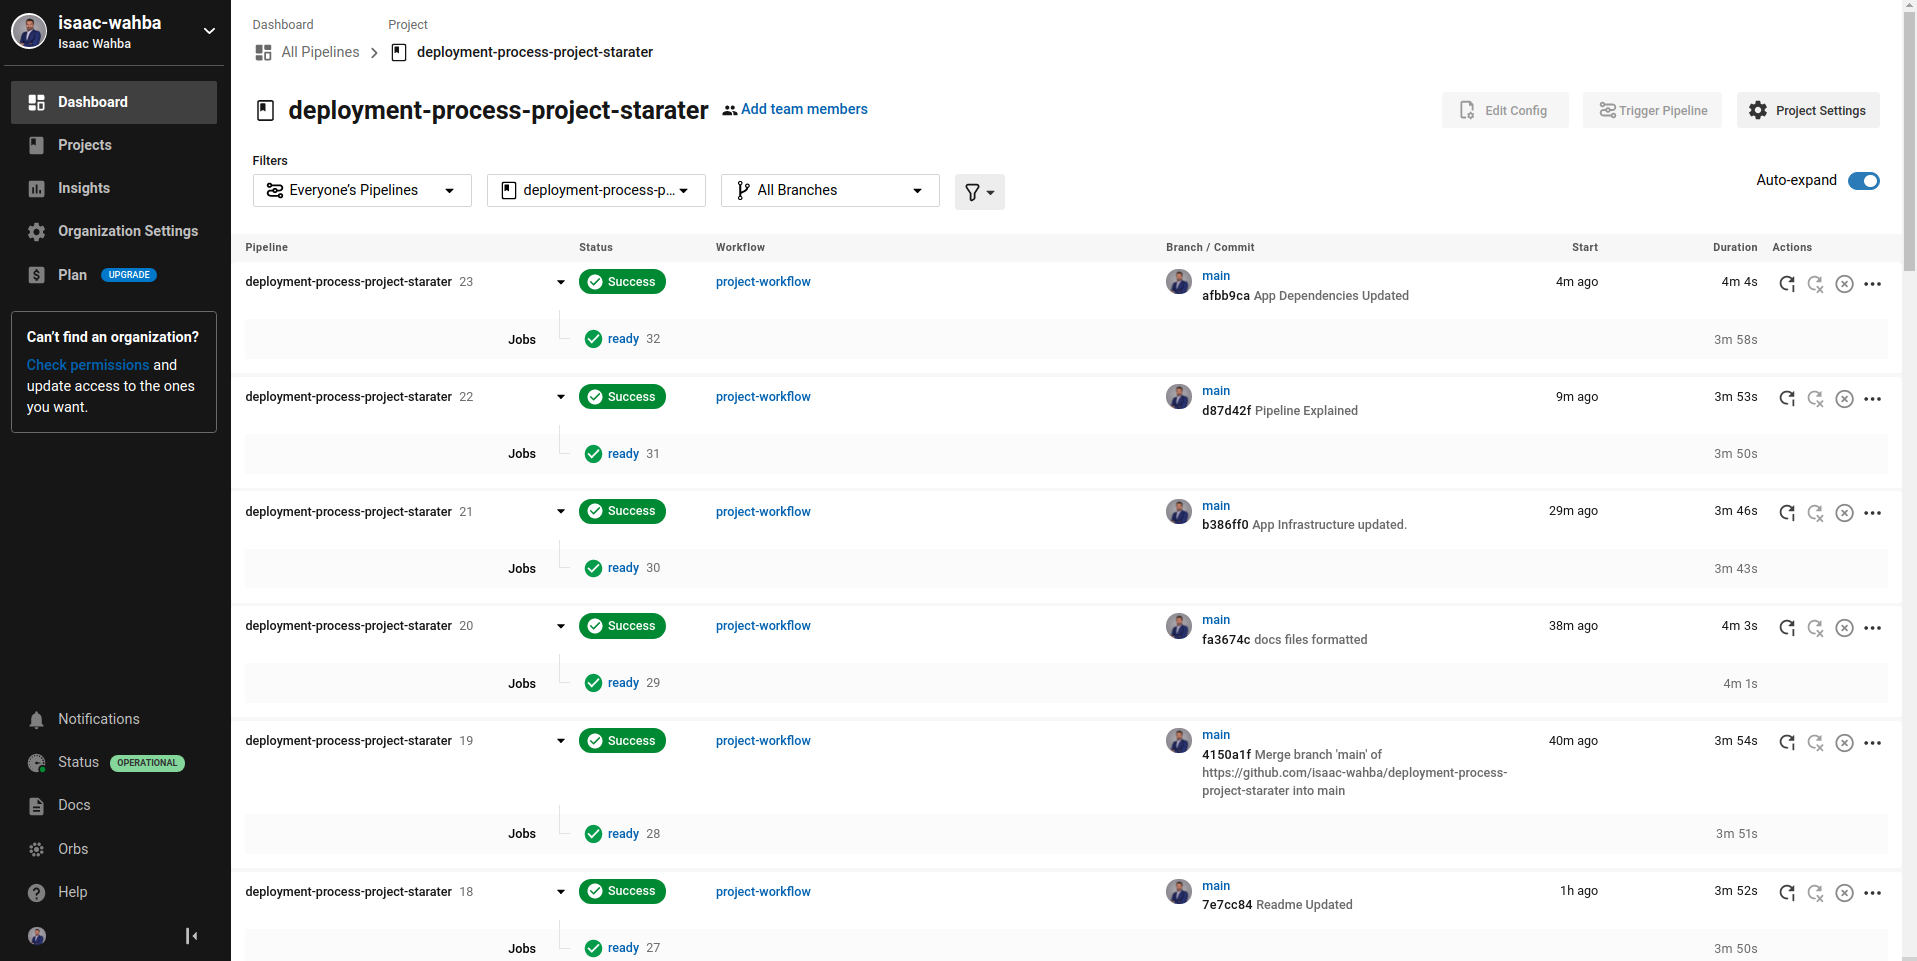 isaac-wahba
Isaac Wahba
Dashboard
Projects
Insights
Organization Settings
Plan UPGRADE
Can't find an organization?
Check permissions and
update access to the ones
you want.
Notifications
Status OPERATIONAL
Docs
Orbs
Help
Dashboard Project
All Pipelines deployment-process-project-starater
deployment-process-project-starater Add team members
Edit Config Trigger Pipeline Project Settings
Filters
Everyone's Pipelines deployment-process-p... All Branches
Auto-expand
Pipeline Status Workflow Branch / Commit Start Duration Actions
deployment-process-project-starater 23 Success project-workflow main 4m ago 4m 4s
afbb9ca App Dependencies Updated
Jobs ready 32 3m 58s
deployment-process-project-starater 22 Success project-workflow main 9m ago 3m 53s
d87d42f Pipeline Explained
Jobs ready 31 3m 50s
deployment-process-project-starater 21 Success project-workflow main 29m ago 3m 46s
b386ff0 App Infrastructure updated.
Jobs ready 30 3m 43s
deployment-process-project-starater 20 Success project-workflow main 38m ago 4m 3s
fa3674c docs files formatted
Jobs ready 29 4m 1s
deployment-process-project-starater 19 Success project-workflow main 40m ago 3m 54s
4150a1f Merge branch 'main' of
https://github.com/isaac-wahba/deployment-process-
project-starater into main
Jobs ready 28 3m 51s
deployment-process-project-starater 18 Success project-workflow main 1h ago 3m 52s
7e7cc84 Readme Updated
Jobs ready 27 3m 50s